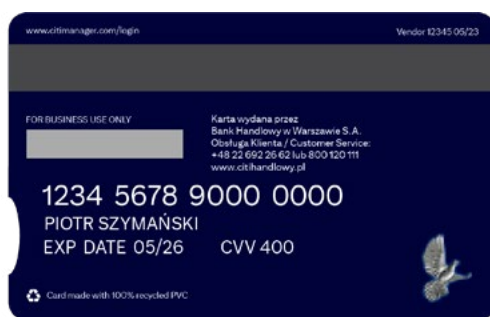 www.citimanager.com/login
Vendor 12345 05/23
FOR BUSINESS USE ONLY
Karta wydana przez
Bank Handlowy w Warszawie S.A.
Obsługa Klienta / Customer Service:
+48 22 692 26 62 lub 800 120 111
www.citihandlowy.pl
1234 5678 9000 0000
PIOTR SZYMAŃSKI
EXP DATE 05/26 CVV 400
Card made with 100% recycled PVC